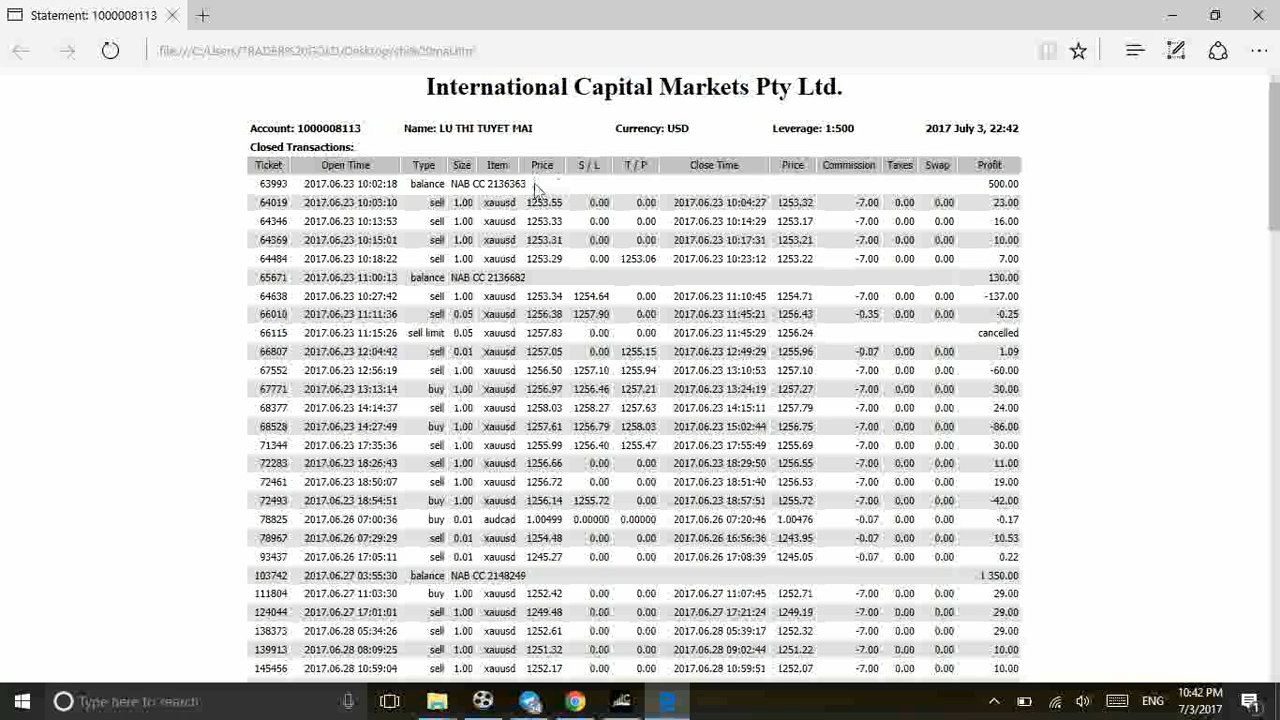 Statement: 1000008113
International Capital Markets Pty Ltd.
Account: 1000008113 Name: LU THI TUYET MAI Currency: USD Leverage: 1:500 2017 July 3, 22:42
Closed Transactions:
Ticket Open Time Type Size Item Price S / L T / P Close Time Price Commission Taxes Swap Profit
63993 2017.06.23 10:02:18 balance NAB CC 2136363 500.00
64019 2017.06.23 10:03:10 sell 1.00 xauusd 1253.55 0.00 0.00 2017.06.23 10:04:27 1253.32 -7.00 0.00 0.00 23.00
64346 2017.06.23 10:13:53 sell 1.00 xauusd 1253.33 0.00 0.00 2017.06.23 10:14:29 1253.17 -7.00 0.00 0.00 16.00
64369 2017.06.23 10:15:01 sell 1.00 xauusd 1253.31 0.00 0.00 2017.06.23 10:17:31 1253.21 -7.00 0.00 0.00 10.00
64484 2017.06.23 10:18:22 sell 1.00 xauusd 1253.29 0.00 1253.06 2017.06.23 10:23:12 1253.22 -7.00 0.00 0.00 7.00
65671 2017.06.23 11:00:13 balance NAB CC 2136682 130.00
64638 2017.06.23 10:27:42 sell 1.00 xauusd 1253.34 1254.64 0.00 2017.06.23 11:10:45 1254.71 -7.00 0.00 0.00 -137.00
66010 2017.06.23 11:11:36 sell 0.05 xauusd 1256.38 1257.90 0.00 2017.06.23 11:45:21 1256.43 -0.35 0.00 0.00 -0.25
66115 2017.06.23 11:15:26 sell limit 0.05 xauusd 1257.83 0.00 0.00 2017.06.23 11:45:29 1256.24 cancelled
66807 2017.06.23 12:04:42 sell 0.01 xauusd 1257.05 0.00 1255.15 2017.06.23 12:49:29 1255.96 -0.07 0.00 0.00 1.09
67552 2017.06.23 12:56:19 sell 1.00 xauusd 1256.50 1257.10 1255.94 2017.06.23 13:10:53 1257.10 -7.00 0.00 0.00 -60.00
67771 2017.06.23 13:13:14 buy 1.00 xauusd 1256.97 1256.46 1257.21 2017.06.23 13:24:19 1257.27 -7.00 0.00 0.00 30.00
68377 2017.06.23 14:14:37 sell 1.00 xauusd 1258.03 1258.27 1257.63 2017.06.23 14:15:11 1257.79 -7.00 0.00 0.00 24.00
68528 2017.06.23 14:27:49 buy 1.00 xauusd 1257.61 1256.79 1258.03 2017.06.23 15:02:44 1256.75 -7.00 0.00 0.00 -86.00
71344 2017.06.23 17:35:36 sell 1.00 xauusd 1255.99 1256.40 1255.47 2017.06.23 17:55:49 1255.69 -7.00 0.00 0.00 30.00
72283 2017.06.23 18:26:43 sell 1.00 xauusd 1256.66 0.00 0.00 2017.06.23 18:29:50 1256.55 -7.00 0.00 0.00 11.00
72461 2017.06.23 18:50:07 sell 1.00 xauusd 1256.72 0.00 0.00 2017.06.23 18:51:40 1256.53 -7.00 0.00 0.00 19.00
72493 2017.06.23 18:54:51 buy 1.00 xauusd 1256.14 1255.72 0.00 2017.06.23 18:57:51 1255.72 -7.00 0.00 0.00 -42.00
78825 2017.06.26 07:00:36 buy 0.01 audcad 1.00499 0.00000 0.00000 2017.06.26 07:20:46 1.00476 -0.07 0.00 0.00 -0.17
78967 2017.06.26 07:29:29 sell 0.01 xauusd 1254.48 0.00 0.00 2017.06.26 16:56:36 1243.95 -0.07 0.00 0.00 10.53
93437 2017.06.26 17:05:11 sell 0.01 xauusd 1245.27 0.00 0.00 2017.06.26 17:08:39 1245.05 -0.07 0.00 0.00 0.22
103742 2017.06.27 03:55:30 balance NAB CC 2148249 1 350.00
111804 2017.06.27 11:03:30 buy 1.00 xauusd 1252.42 0.00 0.00 2017.06.27 11:07:45 1252.71 -7.00 0.00 0.00 29.00
124044 2017.06.27 17:01:01 sell 1.00 xauusd 1249.48 0.00 0.00 2017.06.27 17:21:24 1249.19 -7.00 0.00 0.00 29.00
138373 2017.06.28 05:34:26 sell 1.00 xauusd 1252.61 0.00 0.00 2017.06.28 05:39:17 1252.32 -7.00 0.00 0.00 29.00
139913 2017.06.28 08:09:25 sell 1.00 xauusd 1251.32 0.00 0.00 2017.06.28 09:02:44 1251.22 -7.00 0.00 0.00 10.00
145456 2017.06.28 10:59:04 sell 1.00 xauusd 1252.17 0.00 0.00 2017.06.28 10:59:51 1252.07 -7.00 0.00 0.00 10.00
Type here to search ENG 10:42 PM
7/3/2017